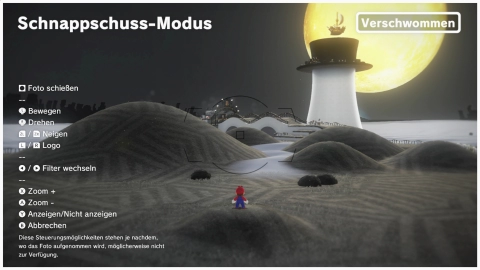 Schnappschuss-Modus
Verschwommen
Foto schießen
--
Bewegen
Drehen
L / ZR Neigen
L / R Logo
--
/ Filter wechseln
--
X Zoom +
A Zoom -
Y Anzeigen/Nicht anzeigen
B Abbrechen
Diese Steuerungsmöglichkeiten stehen je nachdem,
wo das Foto aufgenommen wird, möglicherweise nicht
zur Verfügung.